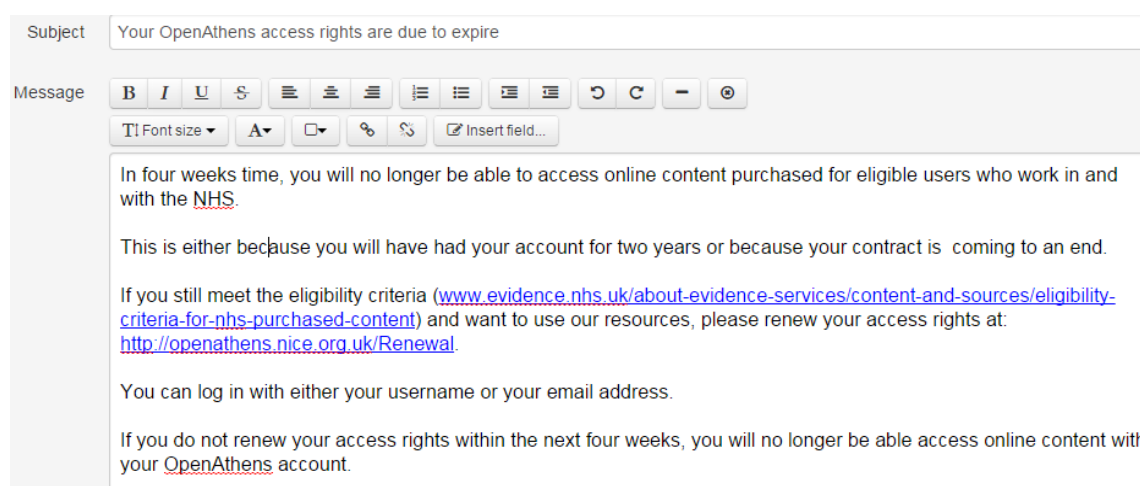 Subject Your OpenAthens access rights are due to expire
Message B I U S
Font size A Insert field...
In four weeks time, you will no longer be able to access online content purchased for eligible users who work in and
with the NHS.
This is either because you will have had your account for two years or because your contract is  coming to an end.
If you still meet the eligibility criteria (www.evidence.nhs.uk/about-evidence-services/content-and-sources/eligibility-
criteria-for-nhs-purchased-content) and want to use our resources, please renew your access rights at:
http://openathens.nice.org.uk/Renewal.
You can log in with either your username or your email address.
If you do not renew your access rights within the next four weeks, you will no longer be able access online content with
your OpenAthens account.